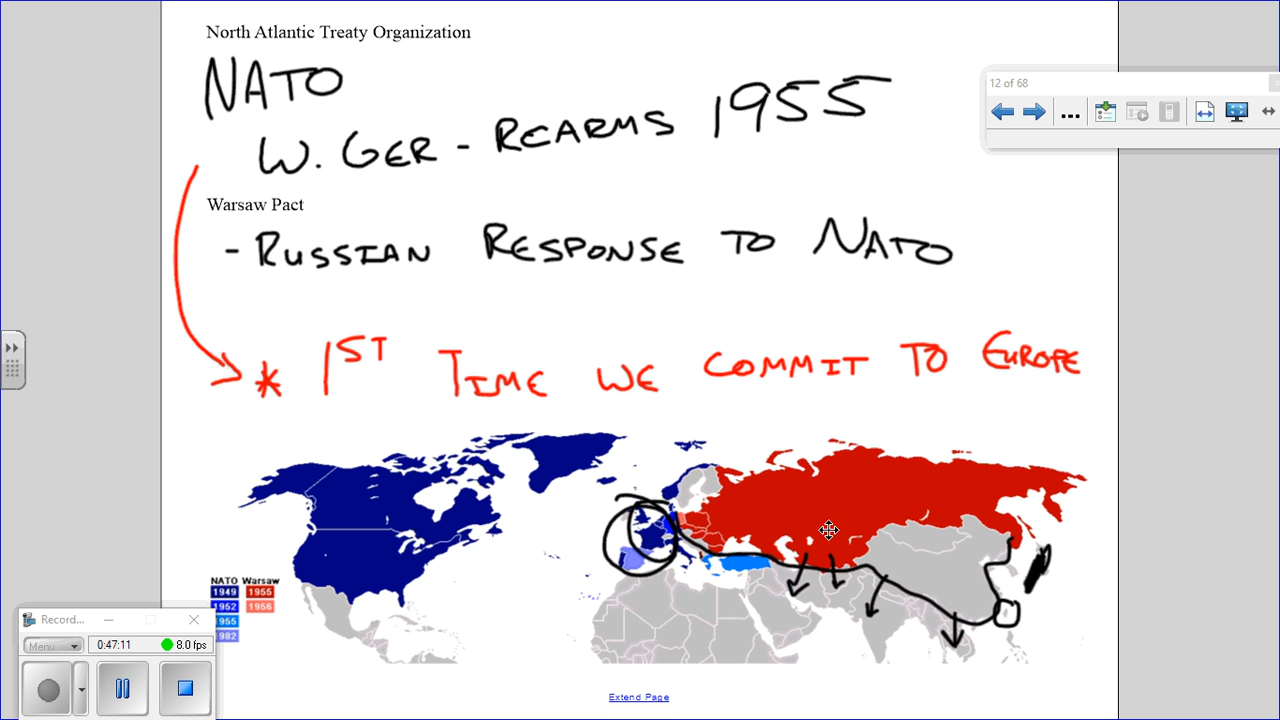 North Atlantic Treaty Organization
NATO
W. GER - REARMS 1955
Warsaw Pact
- RUSSIAN RESPONSE TO NATO
* 1ST TIME WE COMMIT TO EUROPE
12 of 68
...
NATO Warsaw
1949 1955
1952 1956
1955
1982
Record...
Menu 0:47:11 8.0 fps
Extend Page